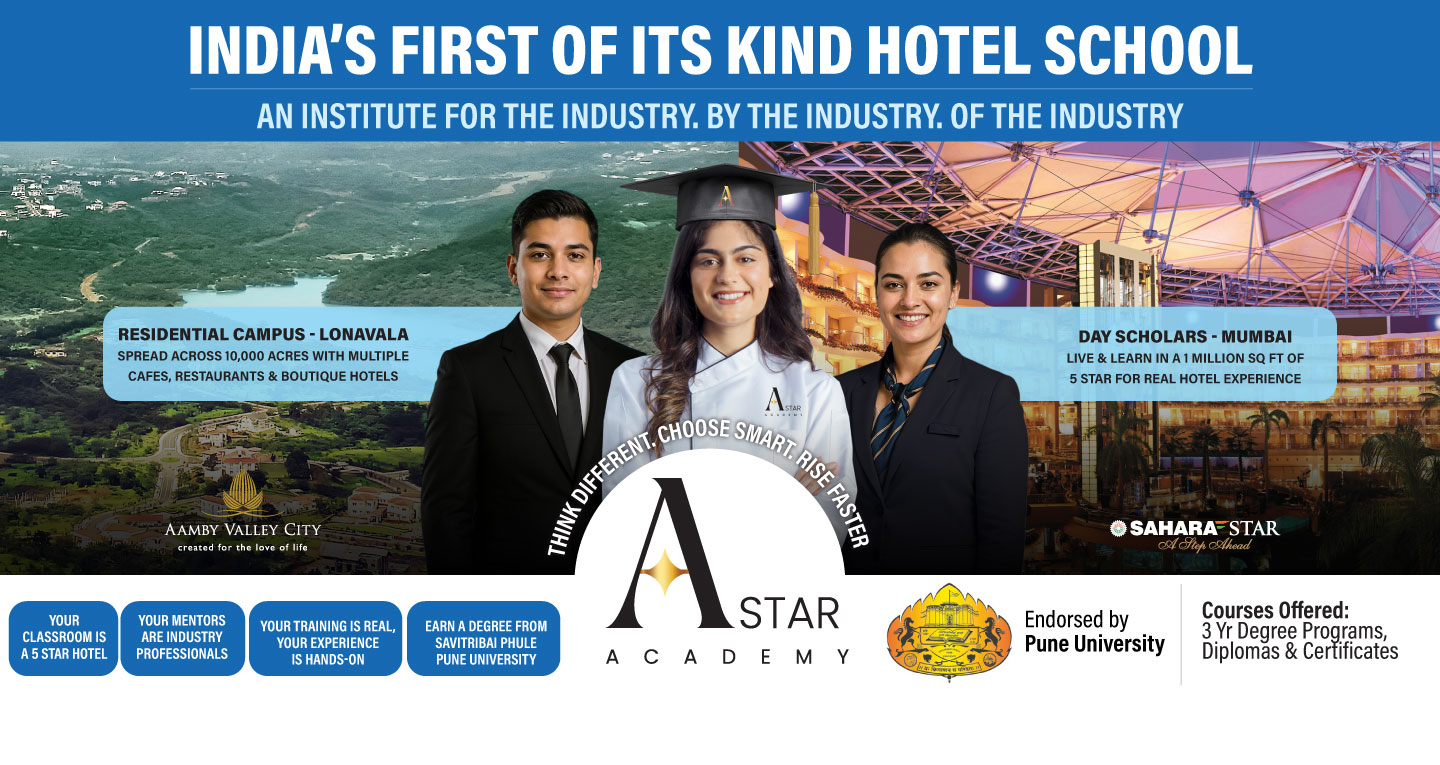 INDIA'S FIRST OF ITS KIND HOTEL SCHOOL
AN INSTITUTE FOR THE INDUSTRY. BY THE INDUSTRY. OF THE INDUSTRY
RESIDENTIAL CAMPUS - LONAVALA
SPREAD ACROSS 10,000 ACRES WITH MULTIPLE
CAFES, RESTAURANTS & BOUTIQUE HOTELS
DAY SCHOLARS - MUMBAI
LIVE & LEARN IN A 1 MILLION SQ FT OF
5 STAR FOR REAL HOTEL EXPERIENCE
A
A STAR
ACADEMY
THINK DIFFERENT. CHOOSE SMART. RISE FASTER
AAMBY VALLEY CITY
created for the love of life
SAHARA STAR
A Step Ahead
YOUR
CLASSROOM IS
A 5 STAR HOTEL
YOUR MENTORS
ARE INDUSTRY
PROFESSIONALS
YOUR TRAINING IS REAL,
YOUR EXPERIENCE
IS HANDS-ON
EARN A DEGREE FROM
SAVITRIBAI PHULE
PUNE UNIVERSITY
A STAR
ACADEMY
Endorsed by
Pune University
Courses Offered:
3 Yr Degree Programs,
Diplomas & Certificates